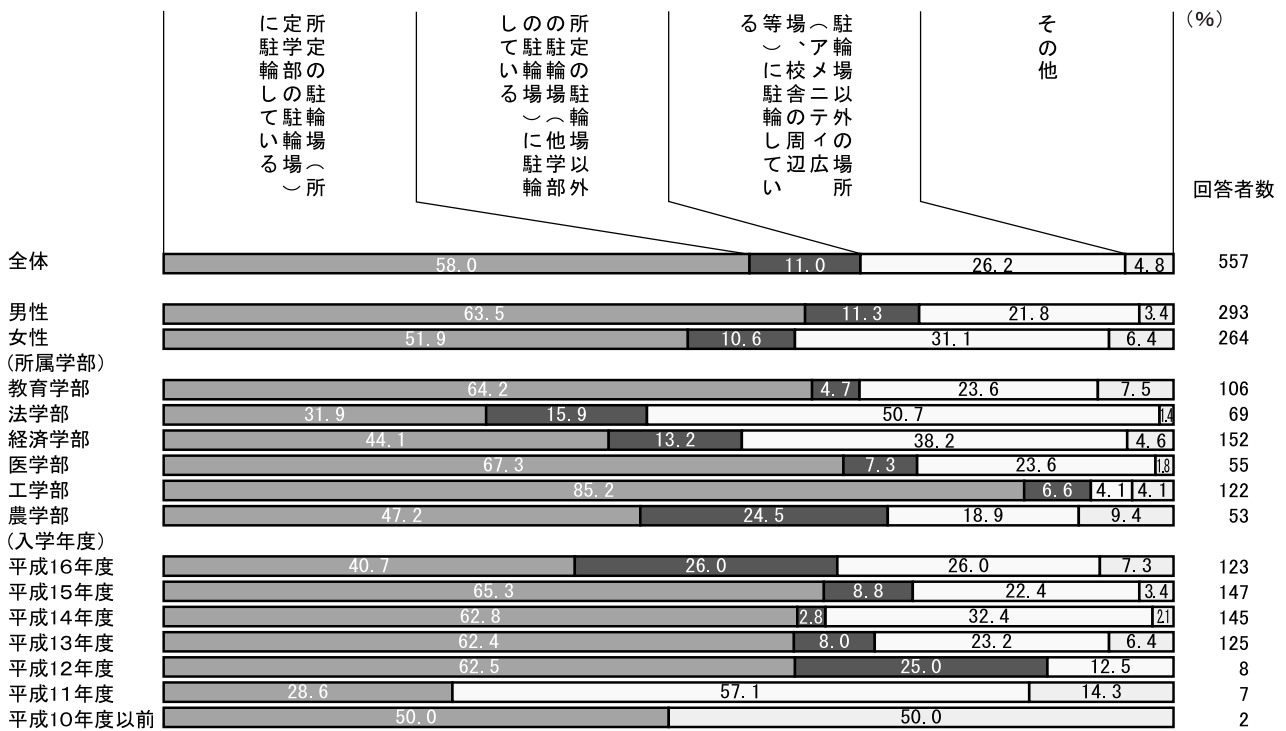 (%)
所定の駐輪場（所
定学部の駐輪場）
に駐輪している
所定の駐輪場以外
の駐輪場（他学部
の駐輪場）に駐輪
している
駐輪場以外の場所
（アメニティ広
場、校舎の周辺
等）に駐輪してい
る
その他
回答者数
全体 58.0 11.0 26.2 4.8 557
男性 63.5 11.3 21.8 3.4 293
女性 51.9 10.6 31.1 6.4 264
(所属学部)
教育学部 64.2 4.7 23.6 7.5 106
法学部 31.9 15.9 50.7 1.4 69
経済学部 44.1 13.2 38.2 4.6 152
医学部 67.3 7.3 23.6 1.8 55
工学部 85.2 6.6 4.1 4.1 122
農学部 47.2 24.5 18.9 9.4 53
(入学年度)
平成16年度 40.7 26.0 26.0 7.3 123
平成15年度 65.3 8.8 22.4 3.4 147
平成14年度 62.8 2.8 32.4 2.1 145
平成13年度 62.4 8.0 23.2 6.4 125
平成12年度 62.5 25.0 12.5 8
平成11年度 28.6 57.1 14.3 7
平成10年度以前 50.0 50.0 2